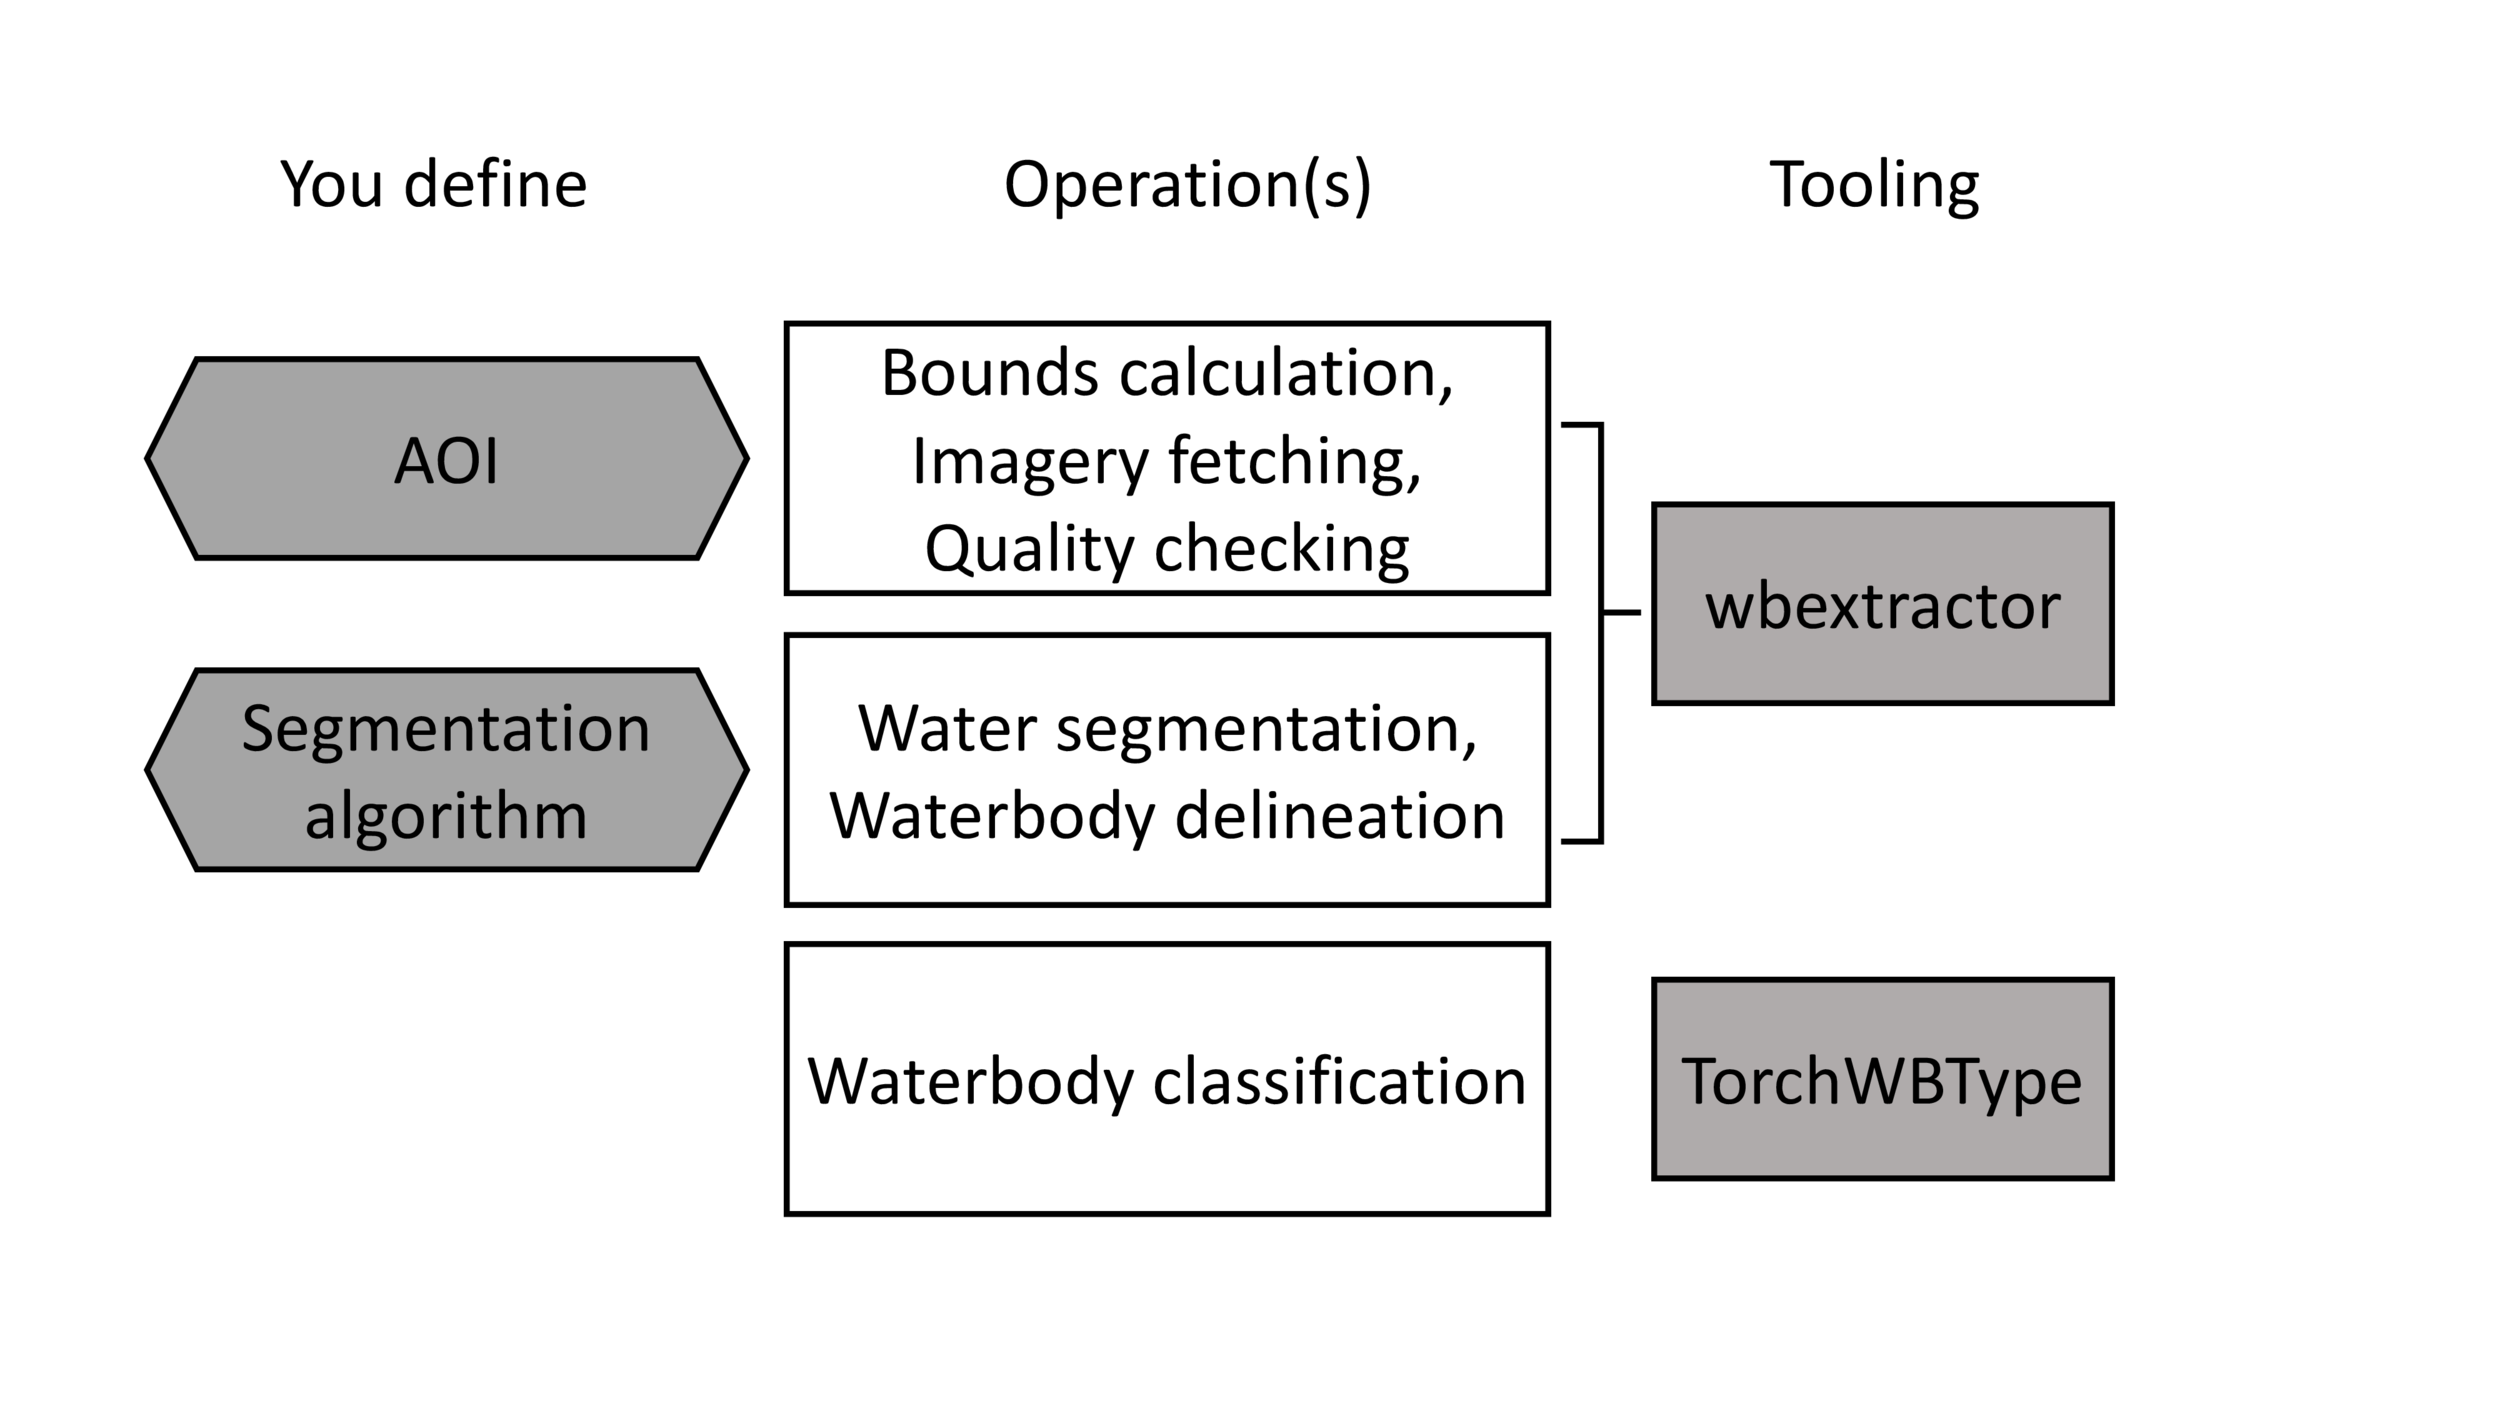 You define
Operation(s)
Tooling
AOI
Bounds calculation,
Imagery fetching,
Quality checking
wbextractor
Segmentation
algorithm
Water segmentation,
Waterbody delineation
Waterbody classification
TorchWBType